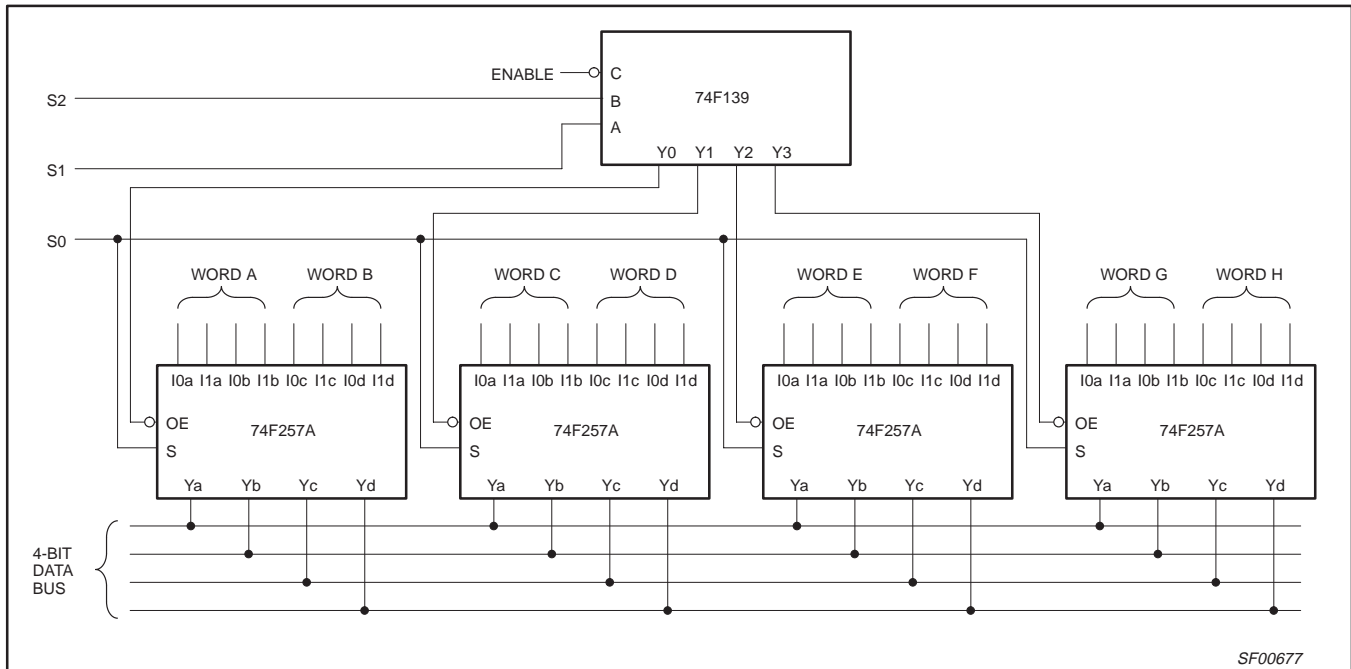 ENABLE C
S2 B 74F139
A
Y0 Y1 Y2 Y3
S1
S0
WORD A WORD B WORD C WORD D WORD E WORD F WORD G WORD H
I0a I1a I0b I1b I0c I1c I0d I1d I0a I1a I0b I1b I0c I1c I0d I1d I0a I1a I0b I1b I0c I1c I0d I1d I0a I1a I0b I1b I0c I1c I0d I1d
OE 74F257A OE 74F257A OE 74F257A OE 74F257A
S S S S
Ya Yb Yc Yd Ya Yb Yc Yd Ya Yb Yc Yd Ya Yb Yc Yd
4-BIT
DATA
BUS
SF00677